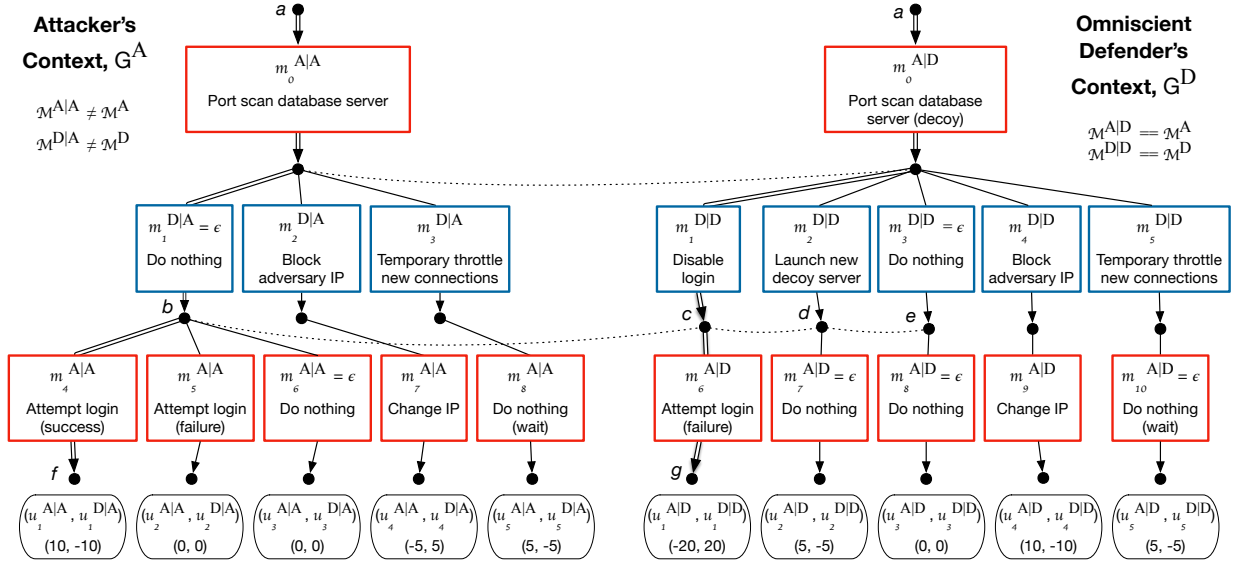 Attacker's
Context, G^A
ℳ^A|A ≠ ℳ^A
ℳ^D|A ≠ ℳ^D
a
m_0^A|A
Port scan database server
a
m_0^A|D
Port scan database
server (decoy)
Omniscient
Defender's
Context, G^D
ℳ^A|D == ℳ^A
ℳ^D|D == ℳ^D
m_1^D|A = ϵ
Do nothing
m_2^D|A
Block
adversary IP
m_3^D|A
Temporary throttle
new connections
m_1^D|D
Disable
login
m_2^D|D
Launch new
decoy server
m_3^D|D = ϵ
Do nothing
m_4^D|D
Block
adversary IP
m_5^D|D
Temporary throttle
new connections
b
c
d
e
m_4^A|A
Attempt login
(success)
m_5^A|A
Attempt login
(failure)
m_6^A|A = ϵ
Do nothing
m_7^A|A
Change IP
m_8^A|A
Do nothing
(wait)
m_6^A|D
Attempt login
(failure)
m_7^A|D = ϵ
Do nothing
m_8^A|D = ϵ
Do nothing
m_9^A|D
Change IP
m_10^A|D = ϵ
Do nothing
(wait)
f
g
(u_1^A|A, u_1^D|A)
(10, -10)
(u_2^A|A, u_2^D|A)
(0, 0)
(u_3^A|A, u_3^D|A)
(0, 0)
(u_4^A|A, u_4^D|A)
(-5, 5)
(u_5^A|A, u_5^D|A)
(5, -5)
(u_1^A|D, u_1^D|D)
(-20, 20)
(u_2^A|D, u_2^D|D)
(5, -5)
(u_3^A|D, u_3^D|D)
(0, 0)
(u_4^A|D, u_4^D|D)
(10, -10)
(u_5^A|D, u_5^D|D)
(5, -5)